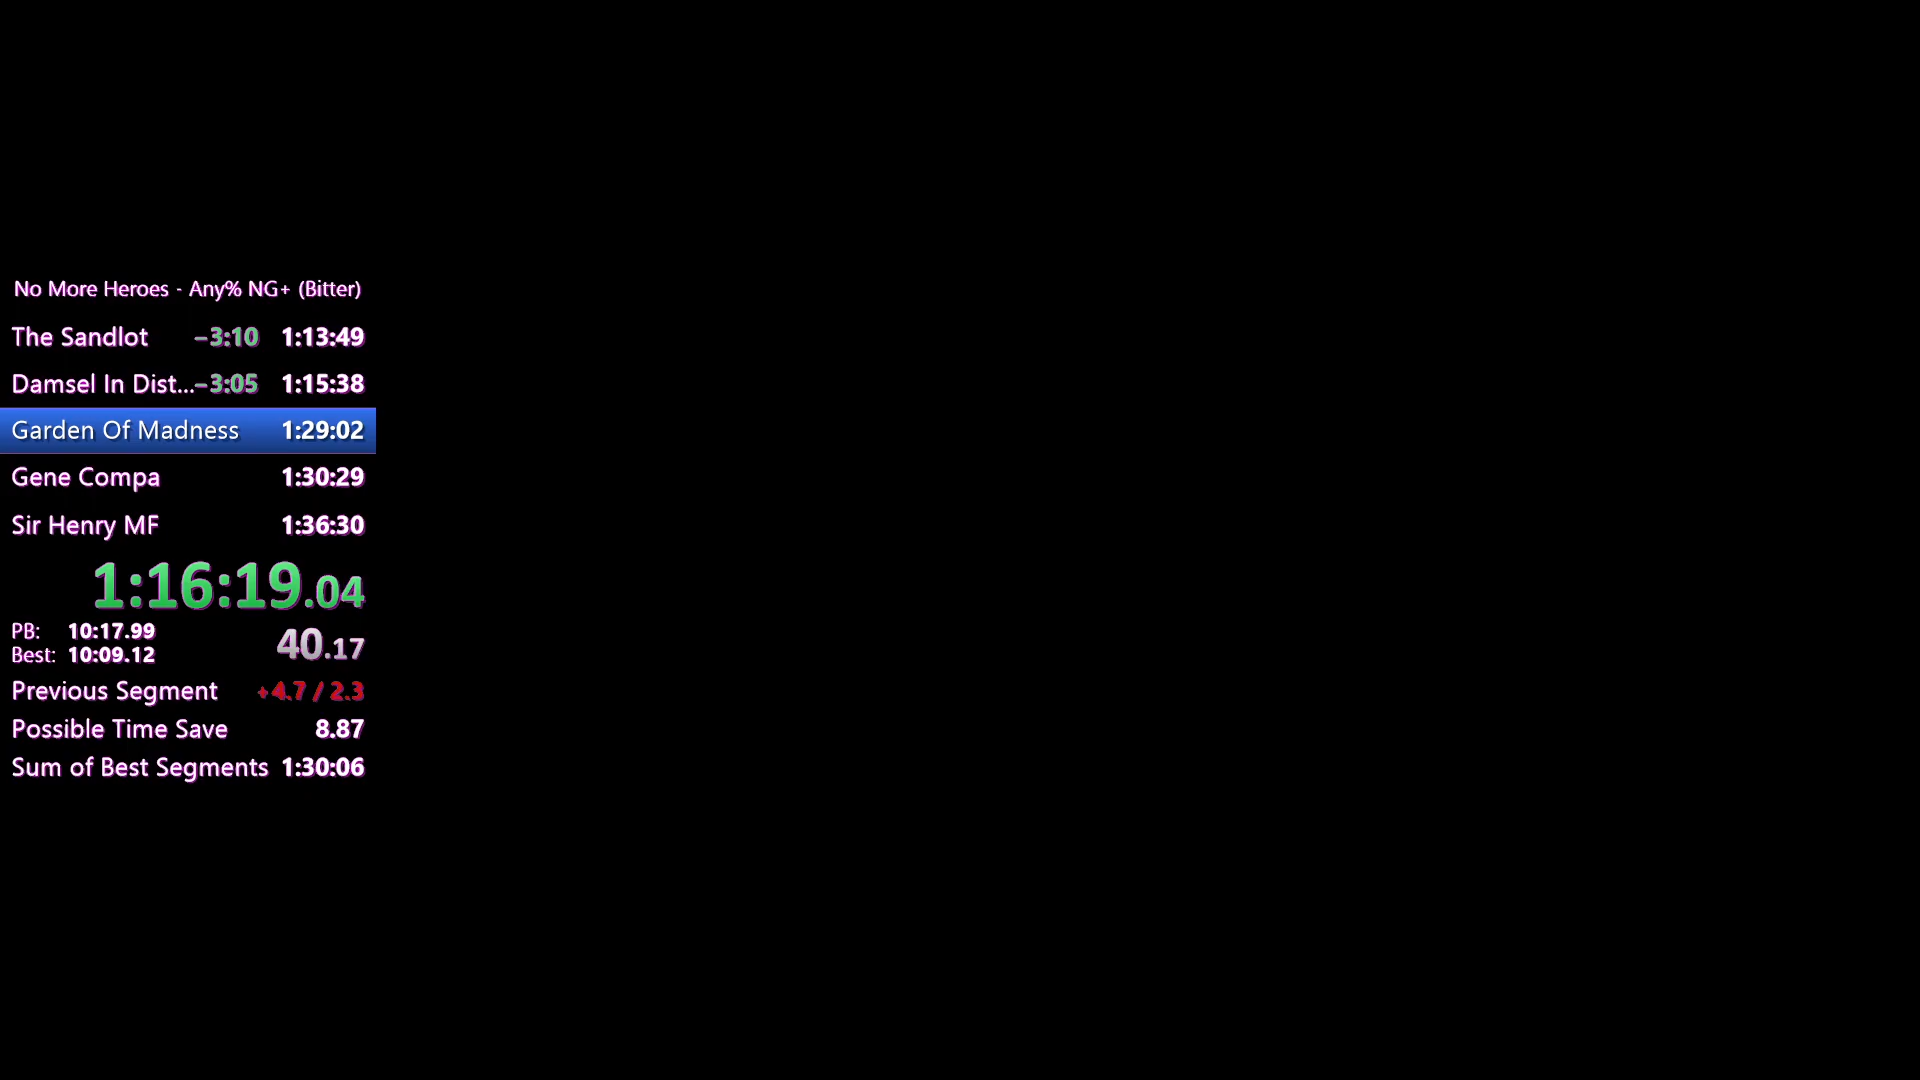 No More Heroes - Any% NG+ (Bitter)
The Sandlot −3:10 1:13:49
Damsel In Dist...−3:05 1:15:38
Garden Of Madness 1:29:02
Gene Compa 1:30:29
Sir Henry MF 1:36:30
1:16:19.04
PB: 10:17.99
Best: 10:09.12
40.17
Previous Segment +4.7 / 2.3
Possible Time Save 8.87
Sum of Best Segments 1:30:06